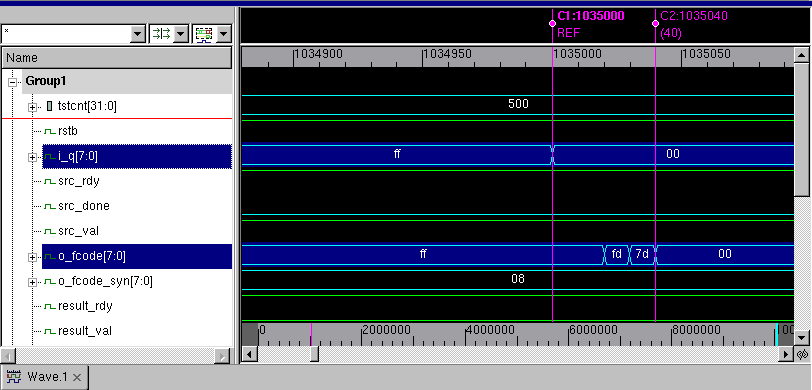 C1:1035000 C2:1035040
REF (40)
*
Name
1034900 1034950 1035000 1035050
Group1
tstcnt[31:0] 500
rstb
i_q[7:0] ff 00
src_rdy
src_done
src_val
o_fcode[7:0] ff fd 7d 00
o_fcode_syn[7:0] 08
result_rdy
result_val
0 2000000 4000000 6000000 8000000
Wave.1